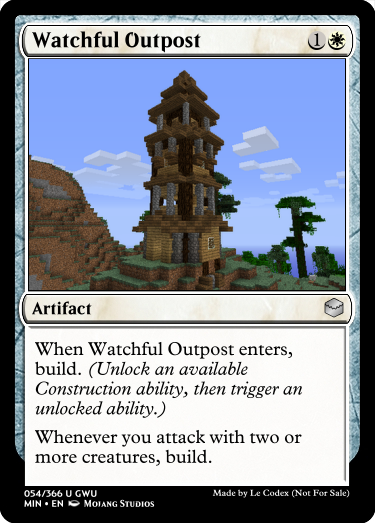 Watchful Outpost 1
Artifact
When Watchful Outpost enters,
build. (Unlock an available
Construction ability, then trigger an
unlocked ability.)
Whenever you attack with two or
more creatures, build.
054/366 U GWU
MIN • EN Mojang Studios
Made by Le Codex (Not For Sale)